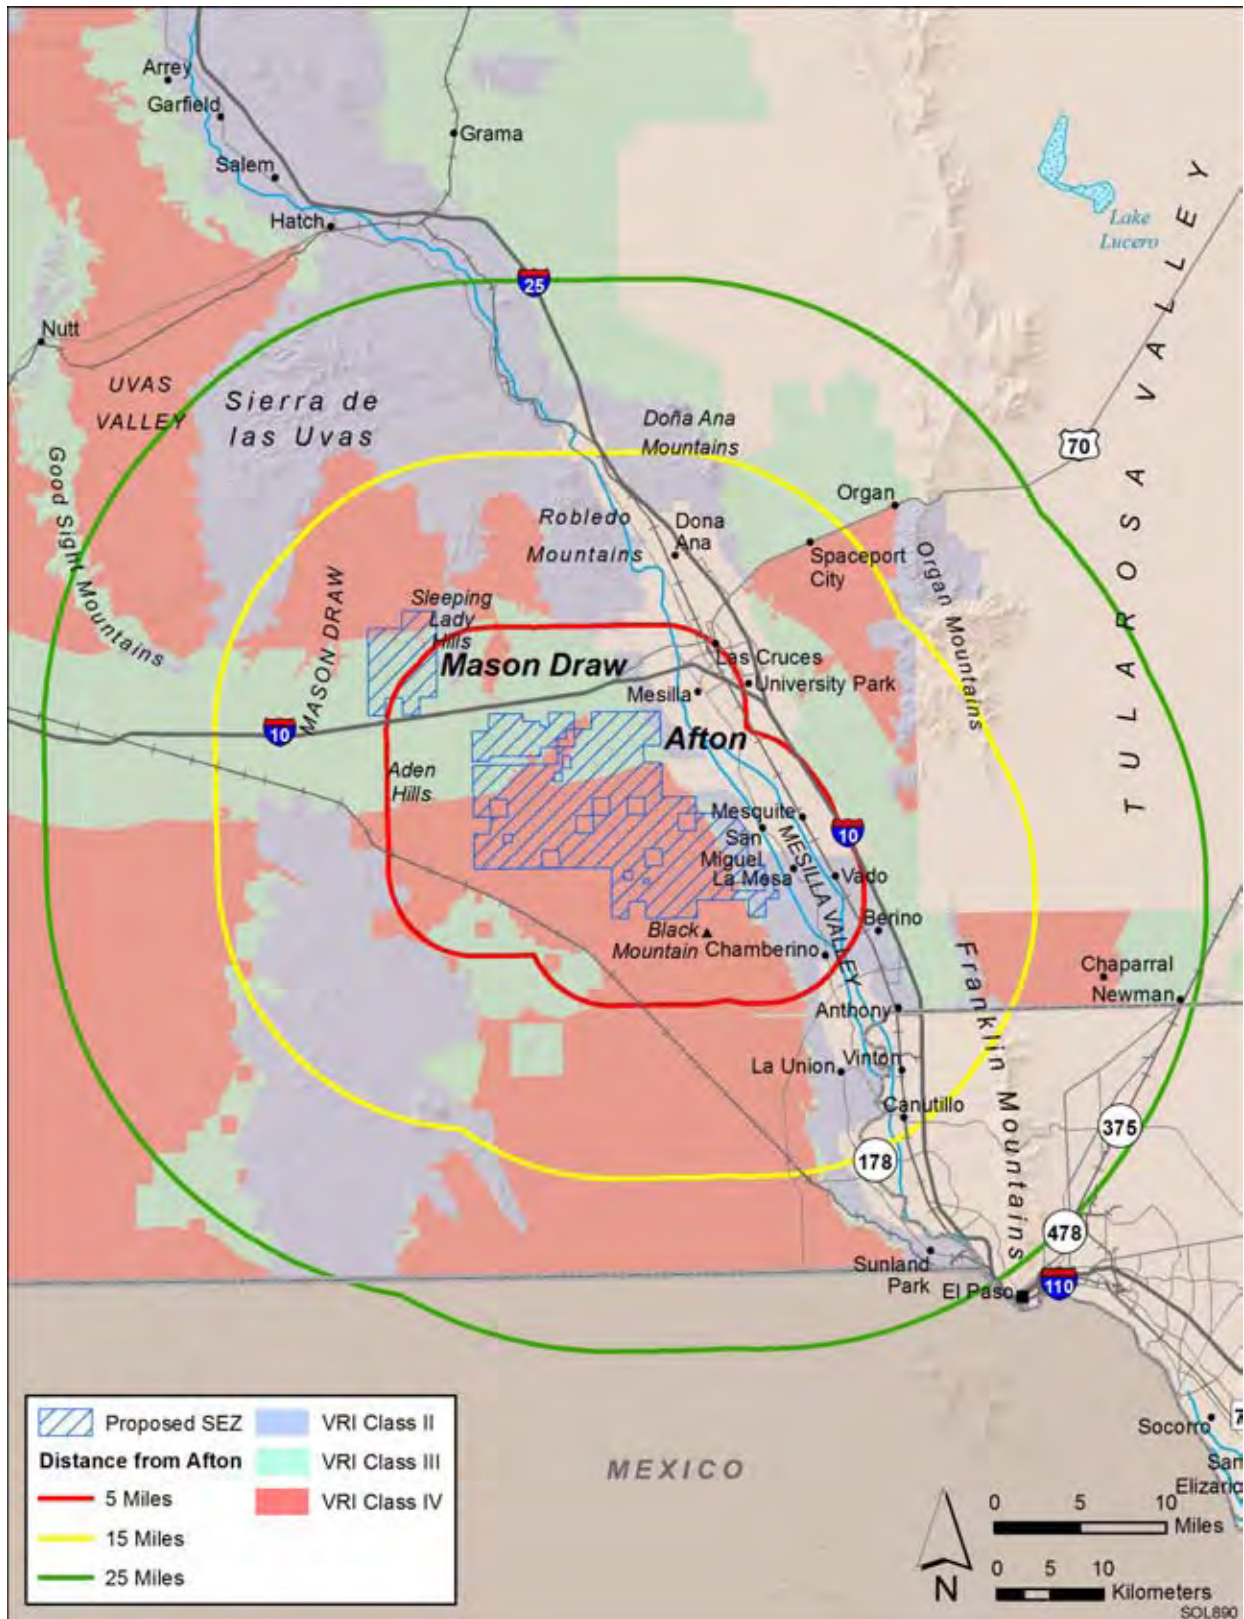 Arrey
Garfield
Grama
Salem
Hatch
Lake
Lucero
25
Nutt
UVAS
VALLEY
Sierra de
las Uvas
Doña Ana
Mountains
70
TULAROSA VALLEY
Good Sight Mountains
Organ
Robledo
Mountains
Dona
Ana
Spaceport
City
Organ Mountains
MASON DRAW
Sleeping
Lady
Hills
Mason Draw
Las Cruces
Mesilla
University Park
10
Afton
Aden
Hills
Mesquite
10
San
Miguel
La Mesa
MESILLA VALLEY
Vado
Berino
Black
Mountain
Chamberino
Franklin Mountains
Chaparral
Newman
Anthony
La Union
Vinton
Canutillo
375
178
478
Sunland
Park
El Paso
110
Proposed SEZ
Distance from Afton
5 Miles
15 Miles
25 Miles
VRI Class II
VRI Class III
VRI Class IV
MEXICO
Socorro
7
San
Elizario
N
0 5 10
Miles
0 5 10
Kilometers
SOL890